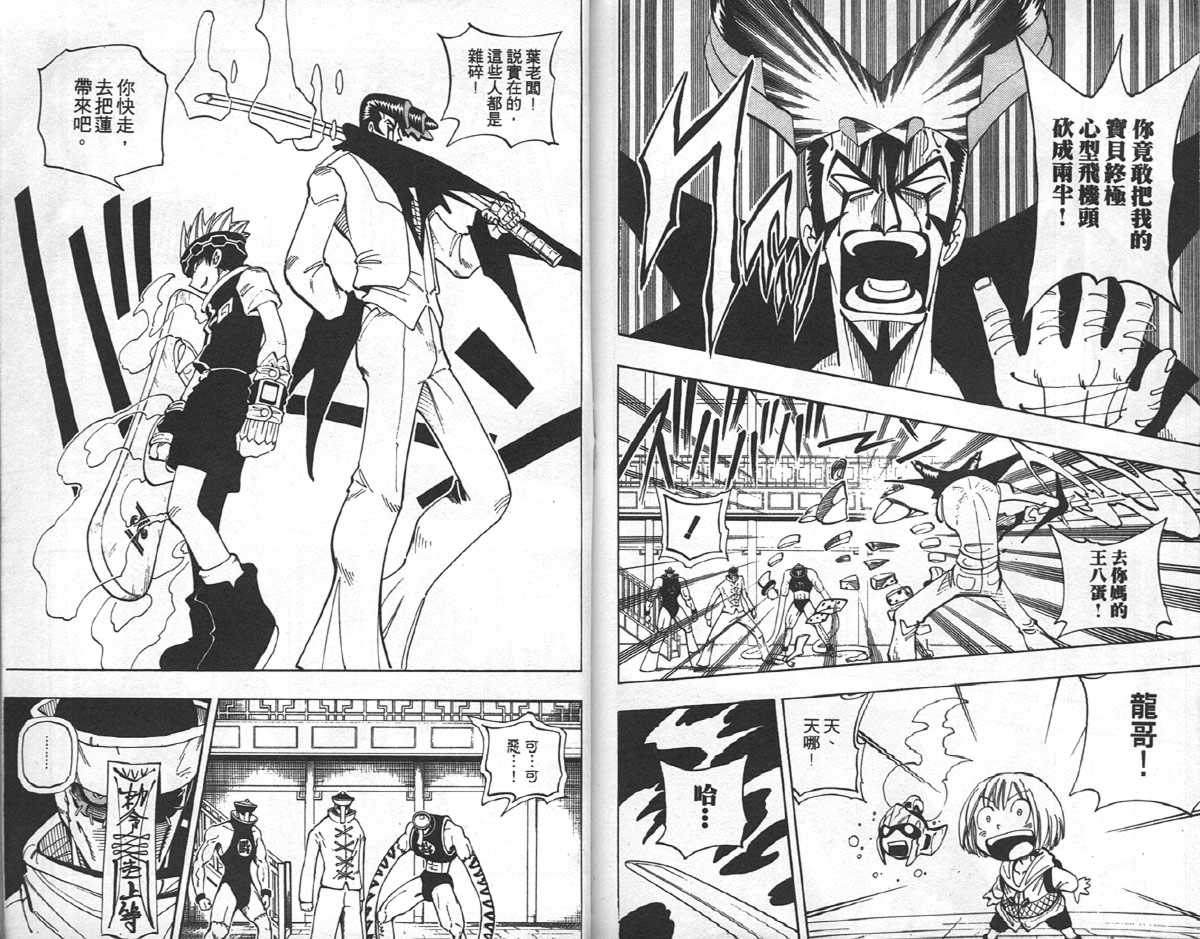 你竟敢把我的
寶貝終極
心型飛機頭
砍成兩半！
！
去你媽的
王八蛋！
龍哥！
天、
天哪！
哈…
葉老闆！
說實在的，
這些人都是
雜碎！
你快走，
去把蓮
帶來吧。
可…可
惡…！
………